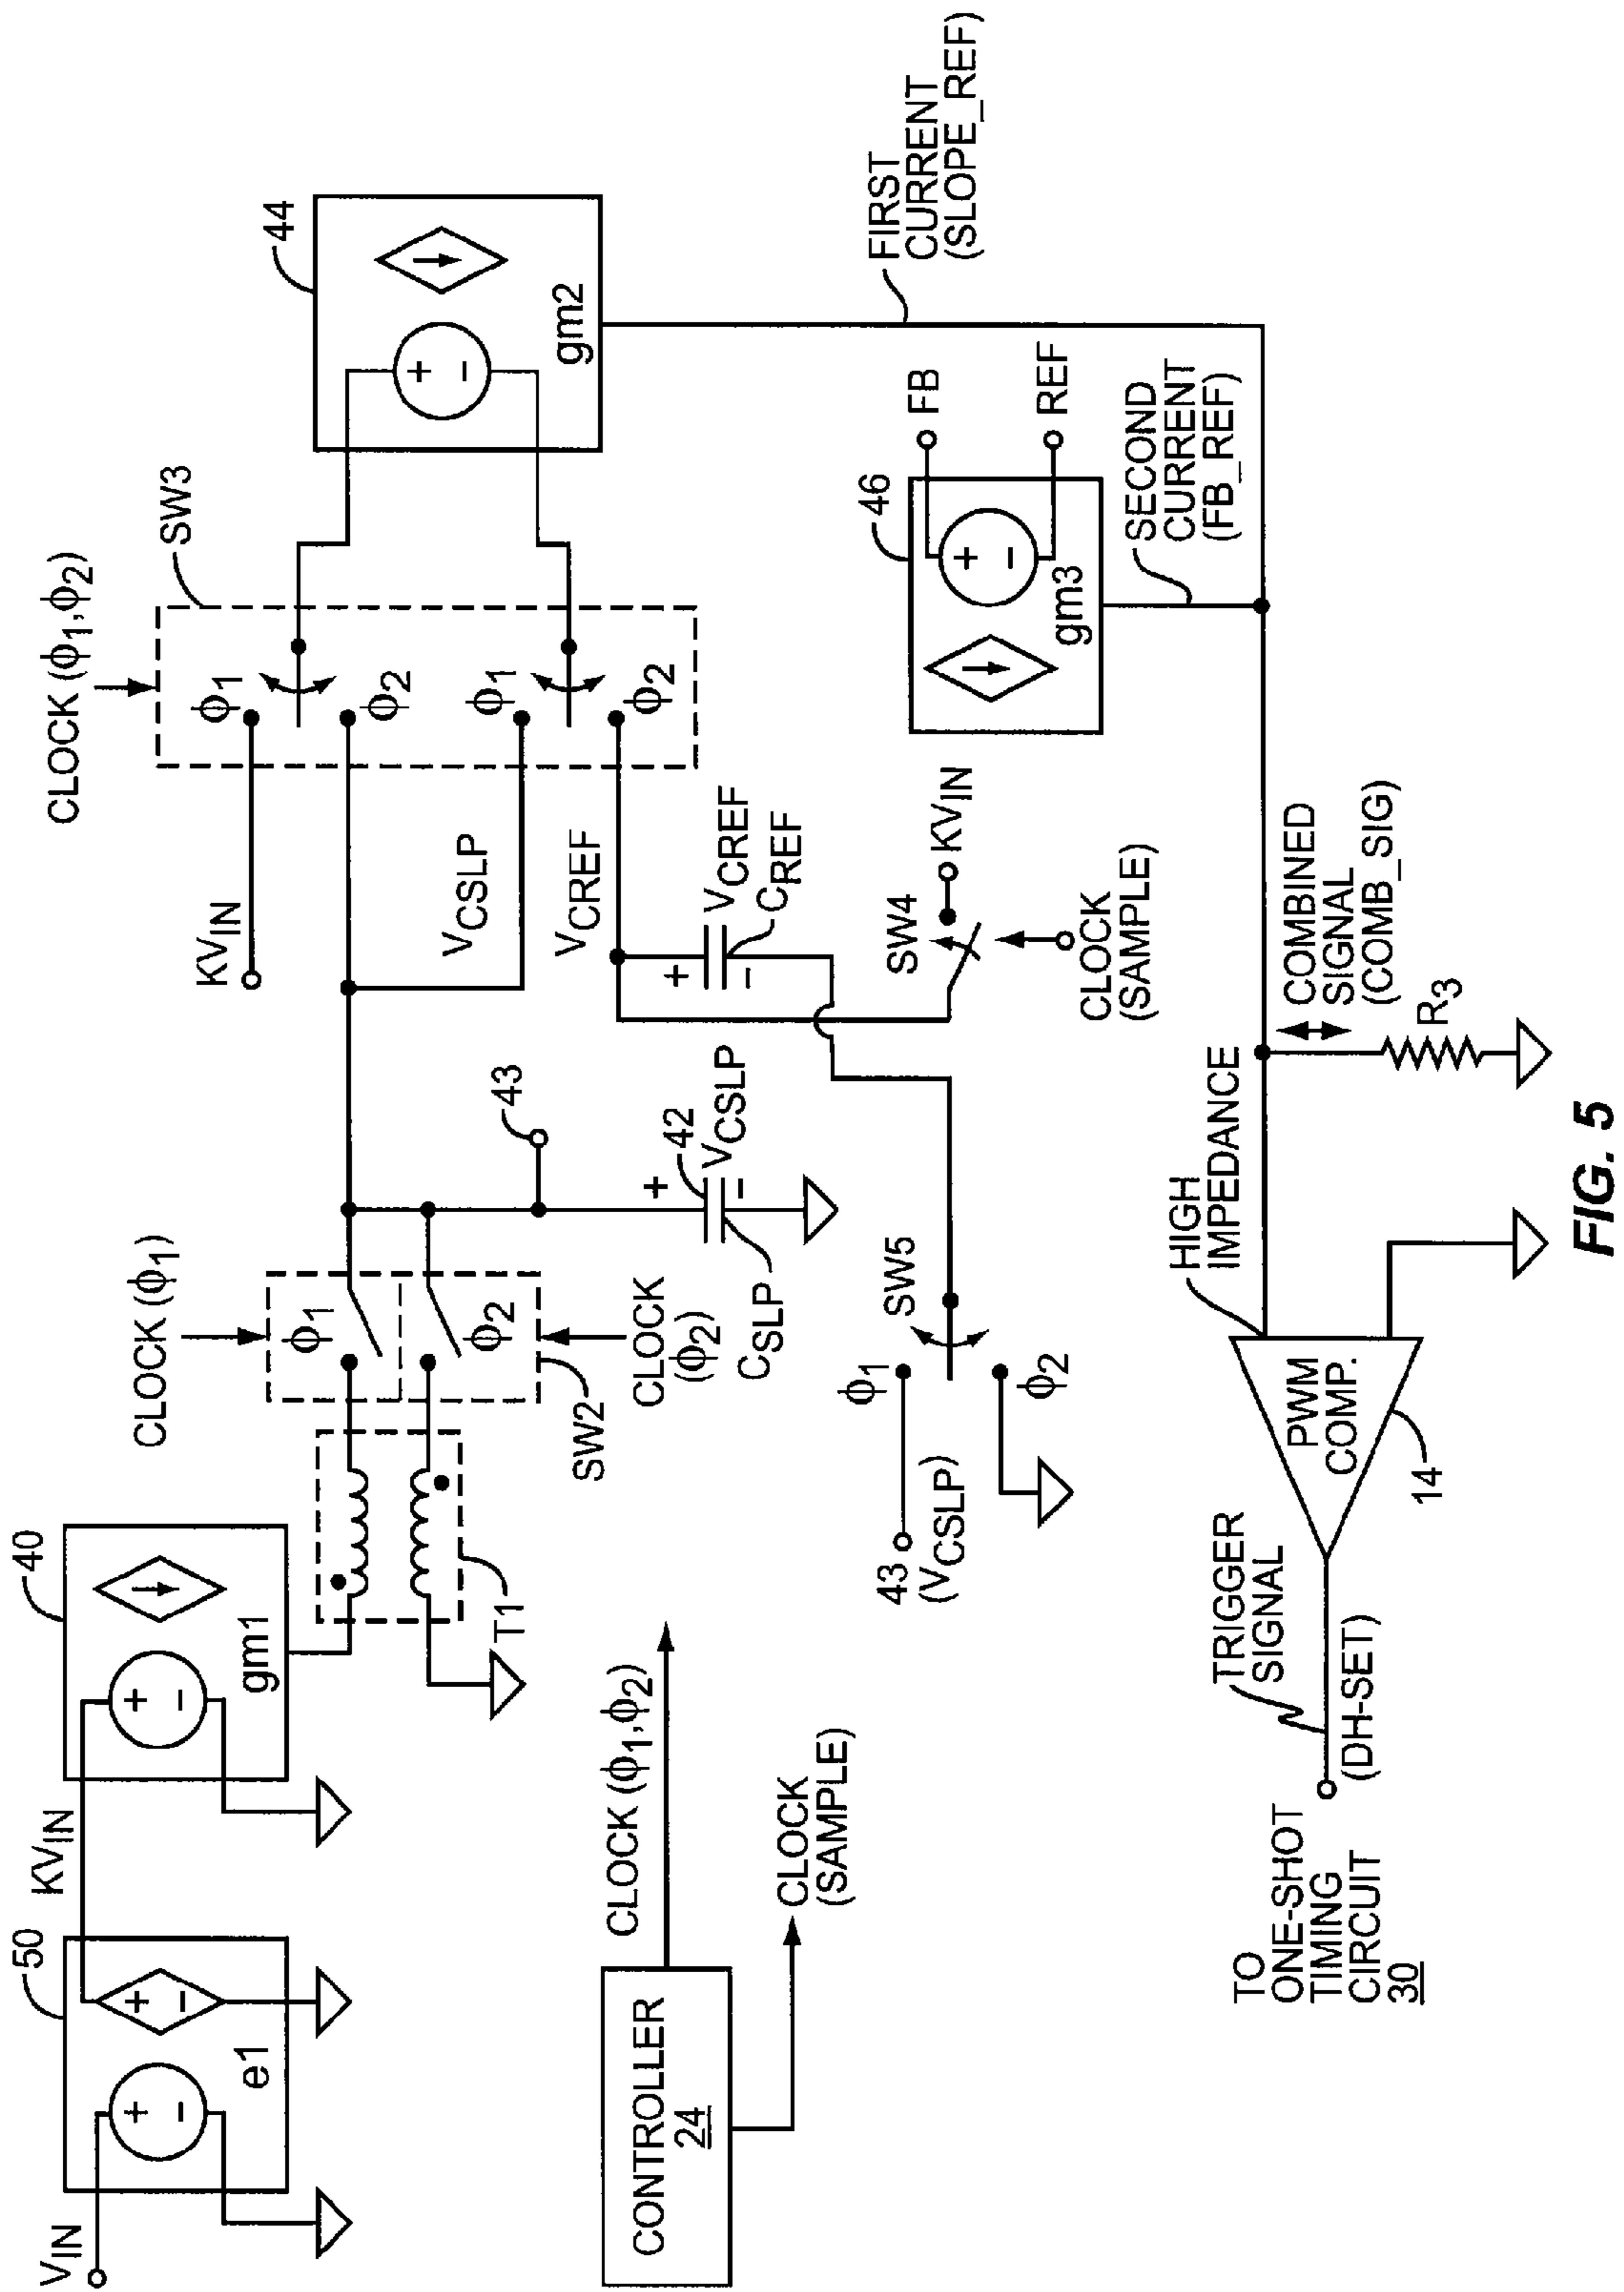 VIN
50
e1
KVIN
40
gm1
T1
CLOCK (ϕ1)
ϕ1
ϕ2
SW2
CLOCK
(ϕ2)
43
42
VCSLP
CSLP
+
−
KVIN
VCSLP
VCREF
CLOCK (ϕ1,ϕ2)
SW3
ϕ1
ϕ2
ϕ1
ϕ2
44
gm2
+
−
VCREF
CREF
SW4
KVIN
CLOCK
(SAMPLE)
43
(VCSLP)
ϕ1
ϕ2
SW5
46
gm3
FB
REF
FIRST
CURRENT
(SLOPE_REF)
SECOND
CURRENT
(FB_REF)
CONTROLLER
24
CLOCK (ϕ1,ϕ2)
CLOCK
(SAMPLE)
TO
ONE-SHOT
TIMING
CIRCUIT
30
TRIGGER
SIGNAL
(DH-SET)
PWM
COMP.
14
HIGH
IMPEDANCE
COMBINED
SIGNAL
(COMB_SIG)
R3
FIG. 5